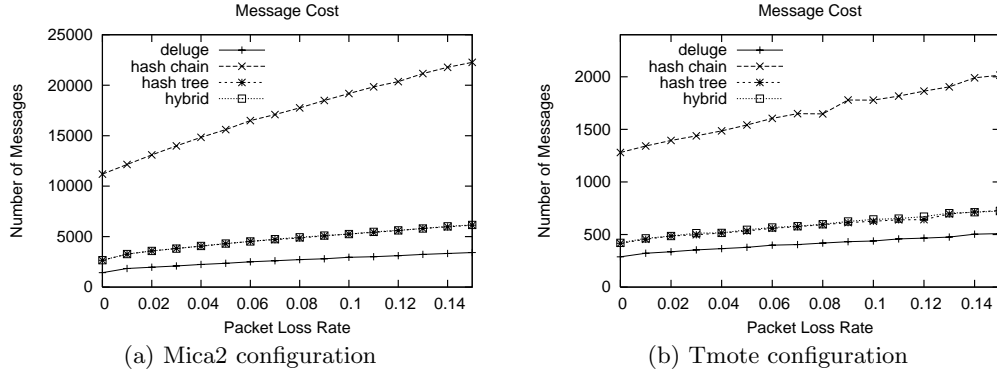 Message Cost
Number of Messages
25000
20000
15000
10000
5000
0
deluge
hash chain
hash tree
hybrid
0 0.02 0.04 0.06 0.08 0.1 0.12 0.14
Packet Loss Rate
(a) Mica2 configuration
Message Cost
Number of Messages
2000
1500
1000
500
0
deluge
hash chain
hash tree
hybrid
0 0.02 0.04 0.06 0.08 0.1 0.12 0.14
Packet Loss Rate
(b) Tmote configuration